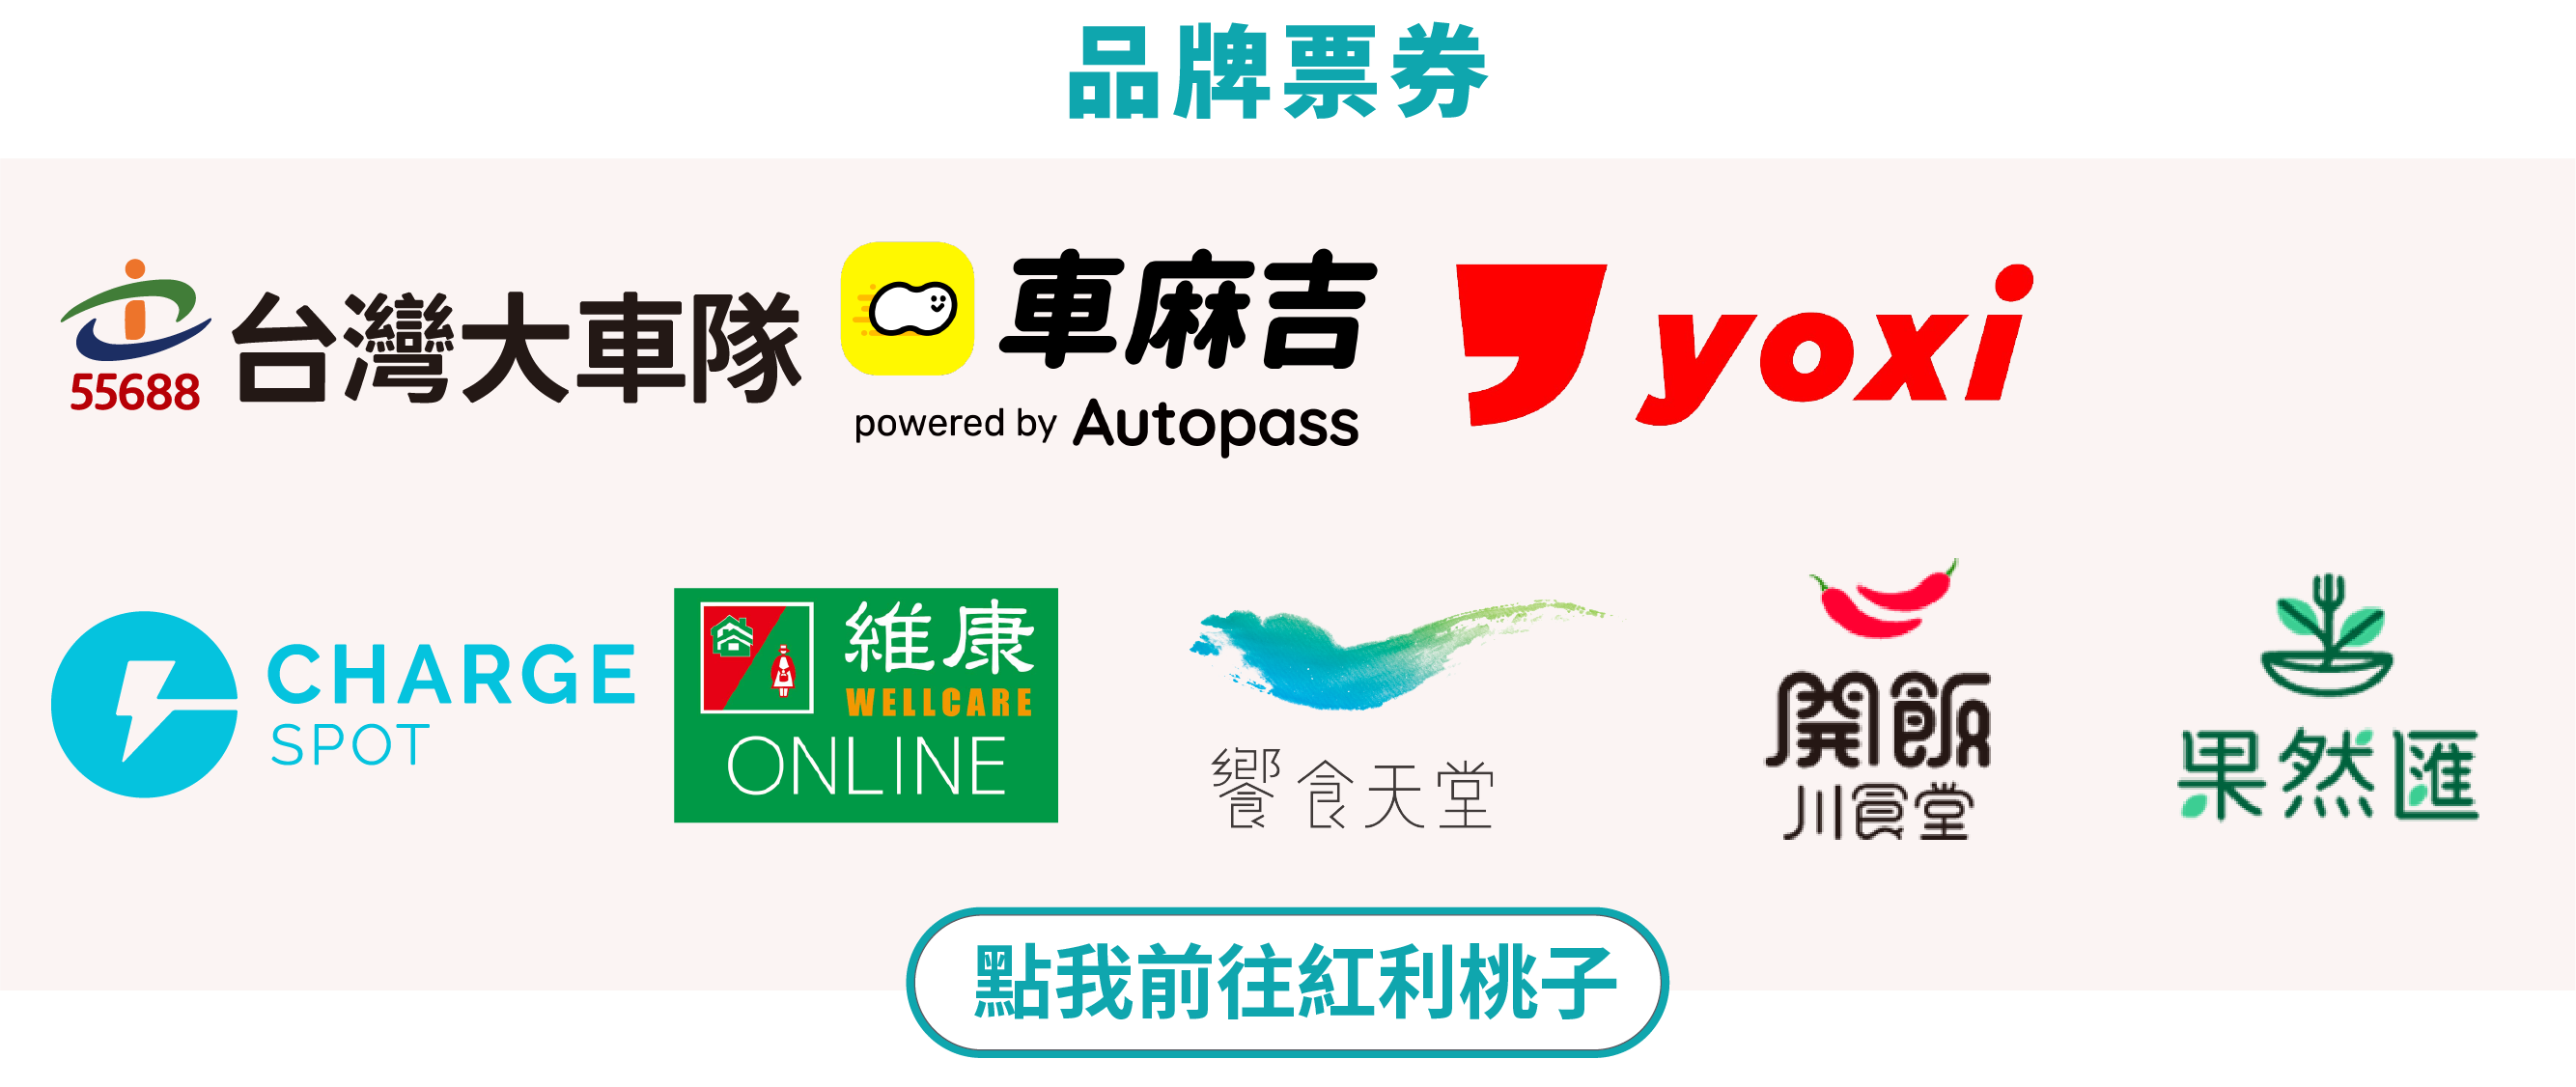 品牌票券
55688
台灣大車隊
車麻吉
powered by Autopass
yoxi
CHARGE
SPOT
維康
WELLCARE
ONLINE
饗食天堂
開飯
川食堂
果然匯
點我前往紅利桃子